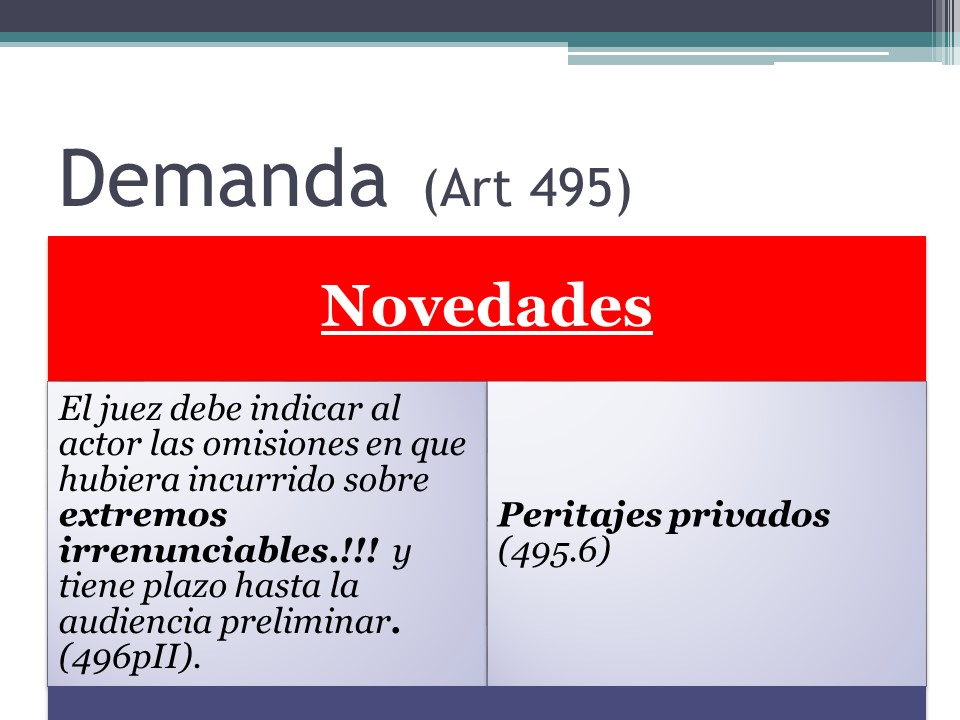 Demanda (Art 495)
Novedades
El juez debe indicar al
actor las omisiones en que
hubiera incurrido sobre
extremos
irrenunciables.!!! y
tiene plazo hasta la
audiencia preliminar.
(496pII).
Peritajes privados
(495.6)